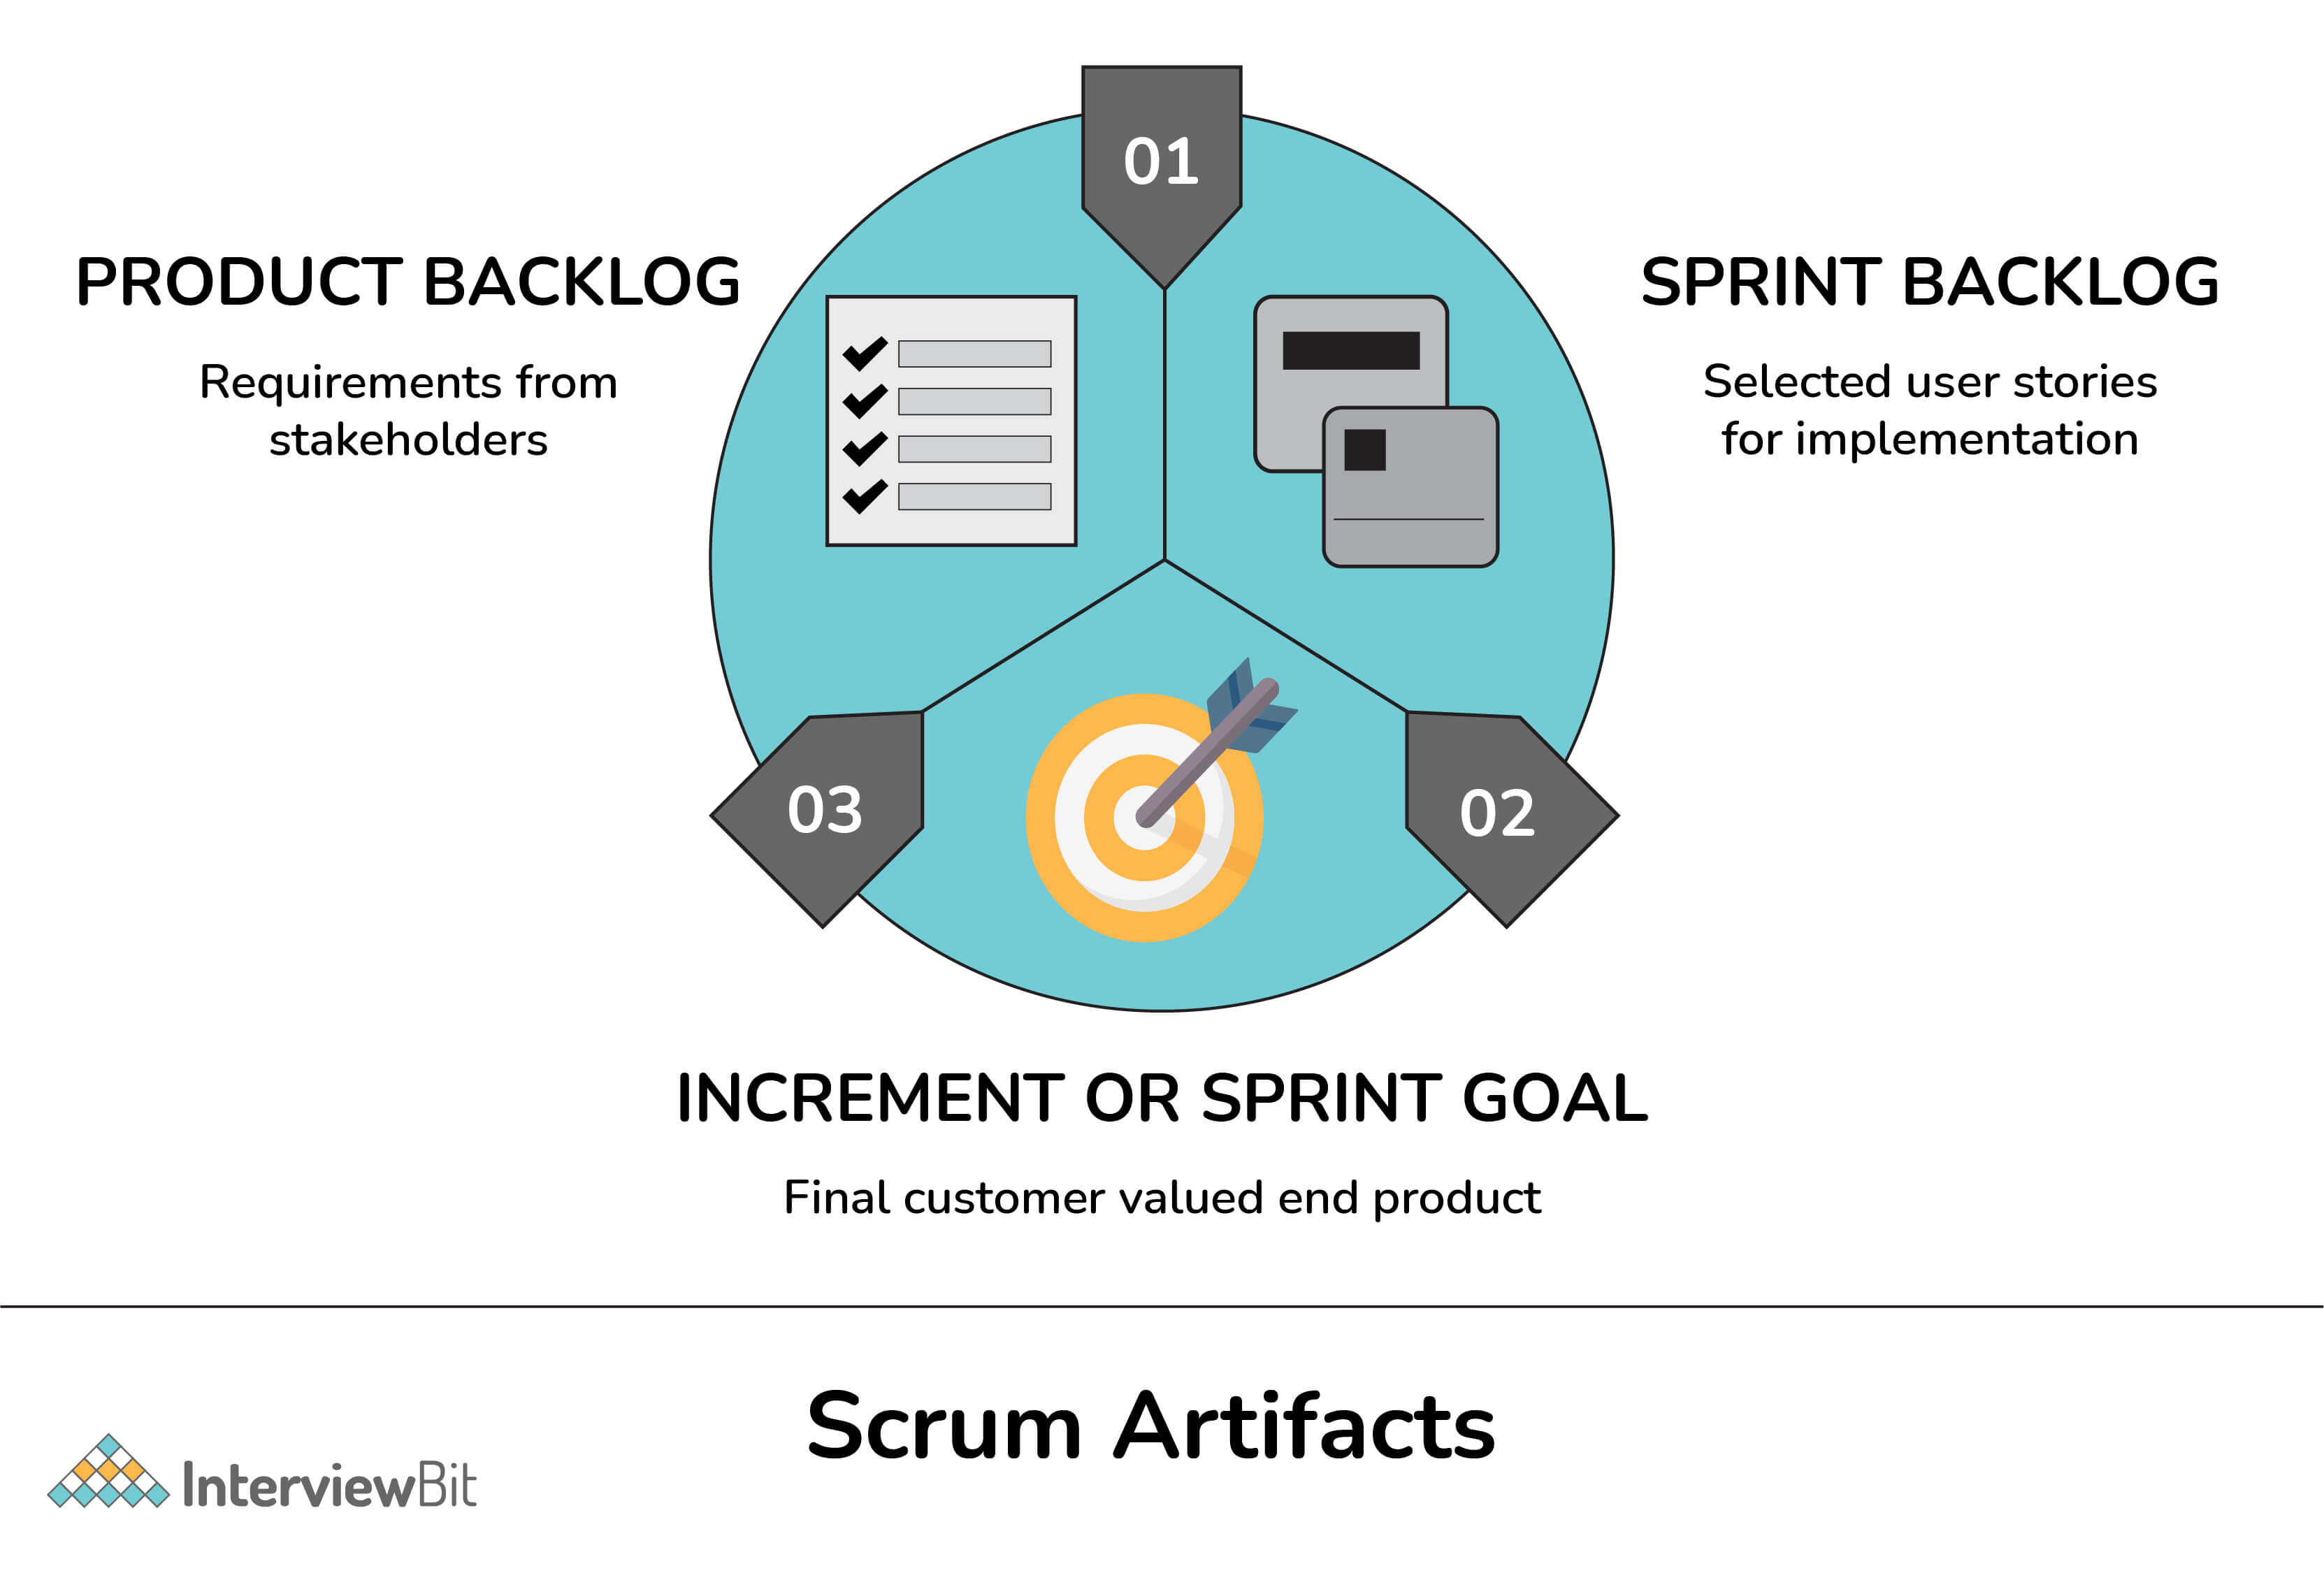 01
PRODUCT BACKLOG
Requirements from
stakeholders
SPRINT BACKLOG
Selected user stories
for implementation
03
02
INCREMENT OR SPRINT GOAL
Final customer valued end product
Scrum Artifacts
InterviewBit